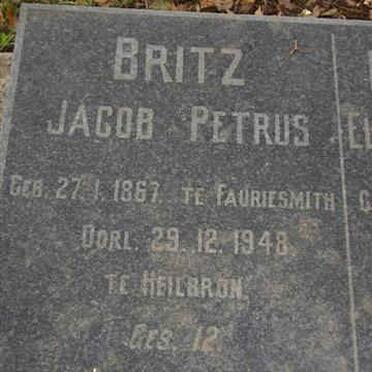 BRITZ
JACOB PETRUS
GEB. 27.1.1867. TE FAURIESMITH
OORL. 29.12.1948.
TE HEILBRON.
GES. 12